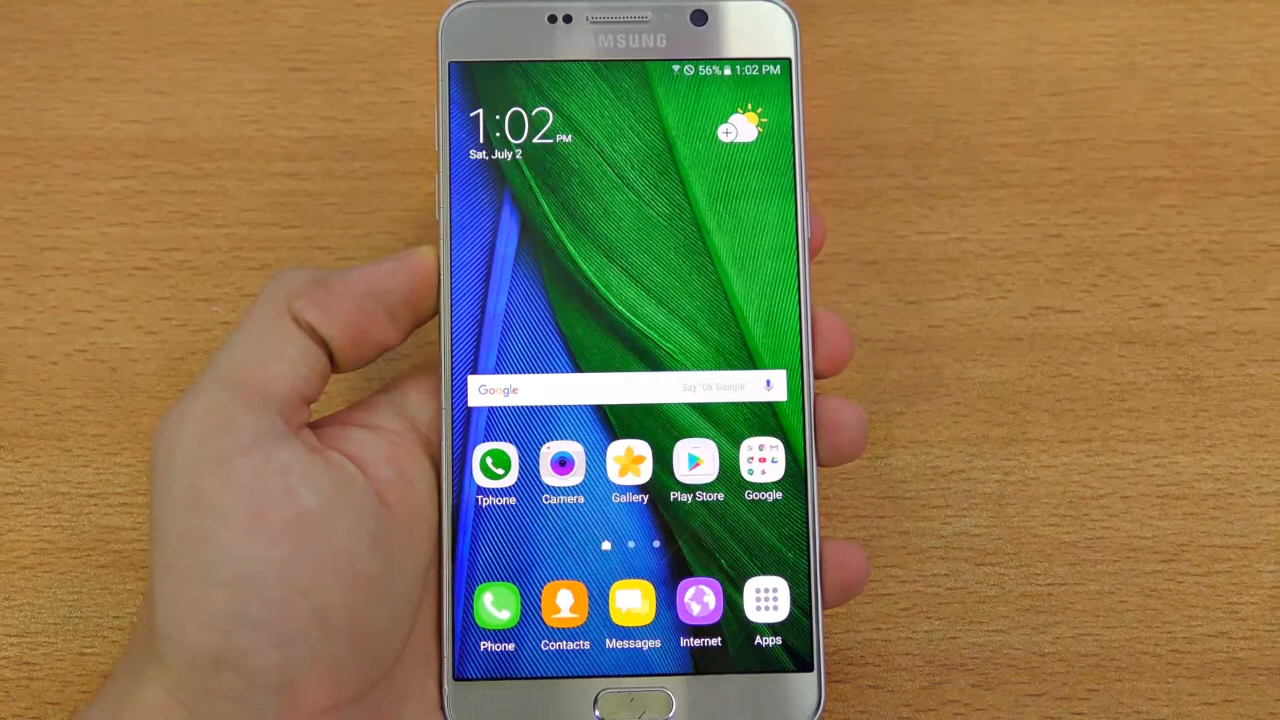 SAMSUNG
56% 1:02 PM
1:02 PM
Sat, July 2
Google Say "Ok Google"
Tphone Camera Gallery Play Store Google
Phone Contacts Messages Internet Apps